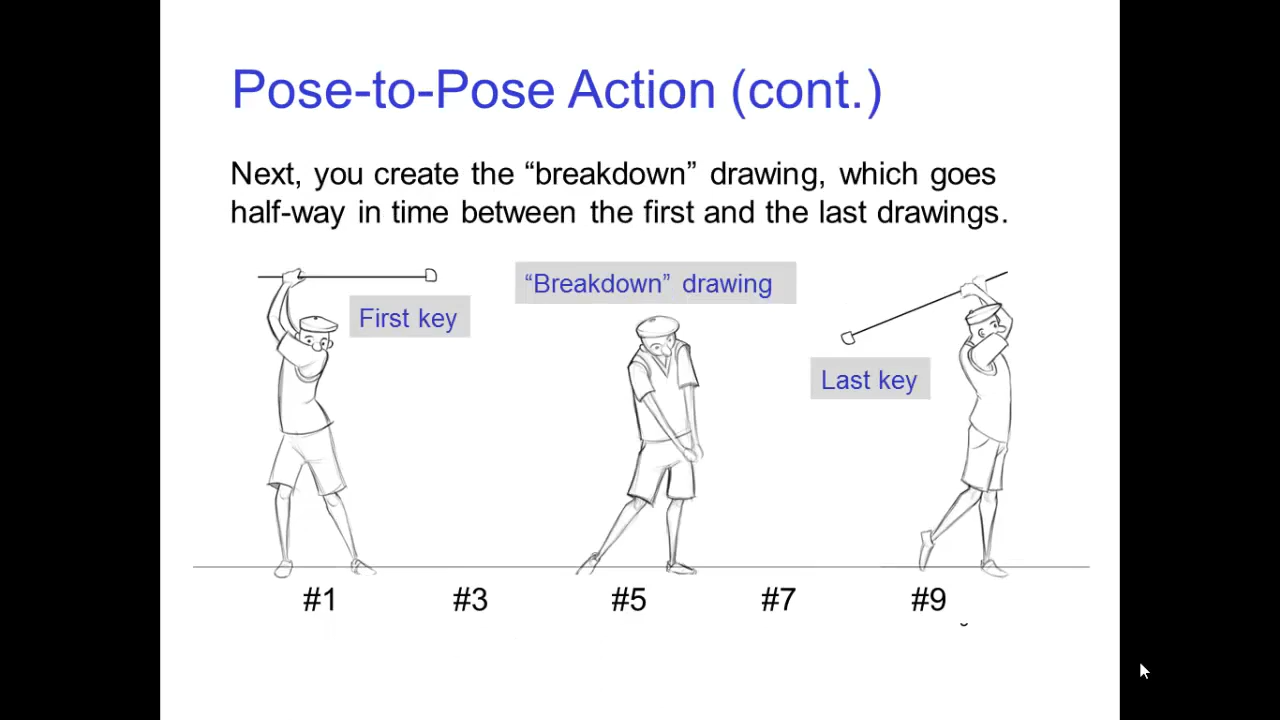 Pose-to-Pose Action (cont.)
Next, you create the “breakdown” drawing, which goes
half-way in time between the first and the last drawings.
“Breakdown” drawing
First key
Last key
#1 #3 #5 #7 #9